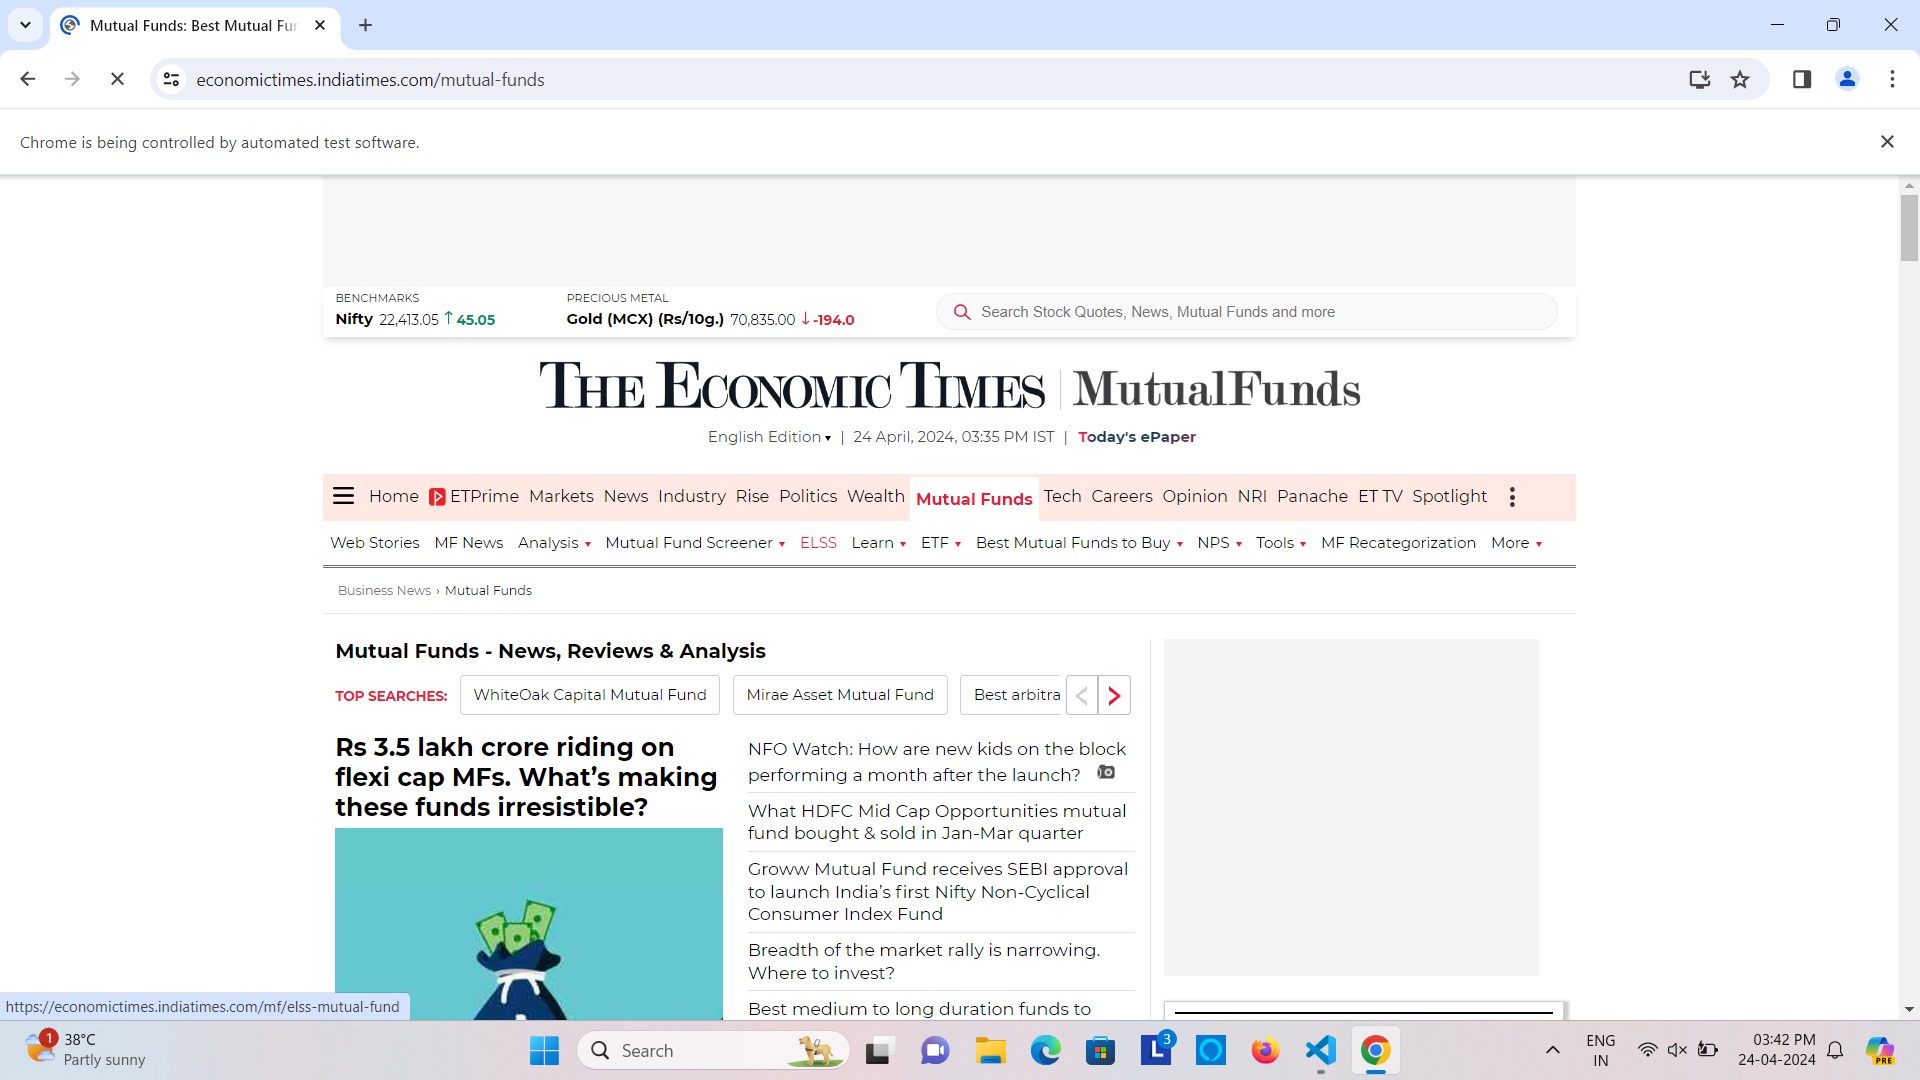 Mutual Funds: Best Mutual Fun
economictimes.indiatimes.com/mutual-funds
Chrome is being controlled by automated test software.
BENCHMARKS
Nifty 22,413.05 ↑ 45.05
PRECIOUS METAL
Gold (MCX) (Rs/10g.) 70,835.00 ↓ -194.0
Search Stock Quotes, News, Mutual Funds and more
THE ECONOMIC TIMES | MutualFunds
English Edition ▾ | 24 April, 2024, 03:35 PM IST | Today's ePaper
Home ETPrime Markets News Industry Rise Politics Wealth Mutual Funds Tech Careers Opinion NRI Panache ET TV Spotlight
Web Stories MF News Analysis Mutual Fund Screener ELSS Learn ETF Best Mutual Funds to Buy NPS Tools MF Recategorization More
Business News › Mutual Funds
Mutual Funds - News, Reviews & Analysis
TOP SEARCHES: WhiteOak Capital Mutual Fund Mirae Asset Mutual Fund Best arbitra
Rs 3.5 lakh crore riding on
flexi cap MFs. What’s making
these funds irresistible?
NFO Watch: How are new kids on the block
performing a month after the launch?
What HDFC Mid Cap Opportunities mutual
fund bought & sold in Jan-Mar quarter
Groww Mutual Fund receives SEBI approval
to launch India’s first Nifty Non-Cyclical
Consumer Index Fund
Breadth of the market rally is narrowing.
Where to invest?
Best medium to long duration funds to
https://economictimes.indiatimes.com/mf/elss-mutual-fund
1
38°C
Partly sunny
Search
L
3
ENG
IN
03:42 PM
24-04-2024
PRE